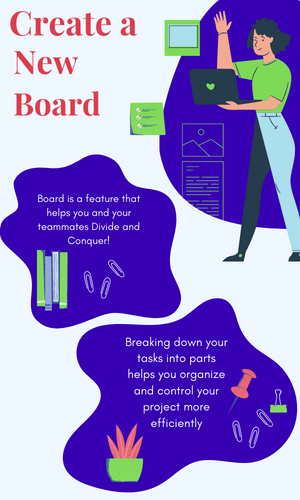 Create a
New
Board
Board is a feature that
helps you and your
teammates Divide and
Conquer!
Breaking down your
tasks into parts
helps you organize
and control your
project more
efficiently